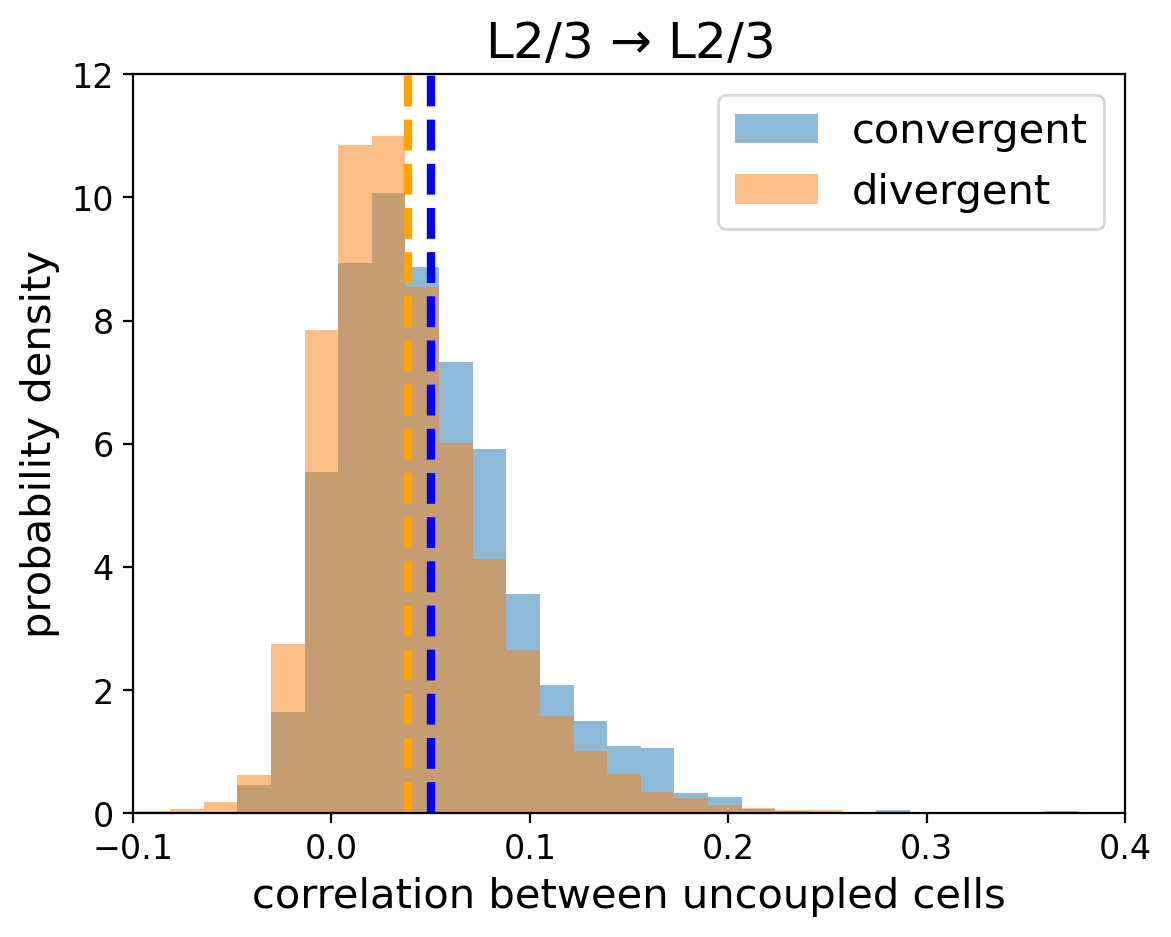 L2/3 → L2/3
12
10
8
6
4
2
0
−0.1
0.0
0.1
0.2
0.3
0.4
probability density
correlation between uncoupled cells
convergent
divergent